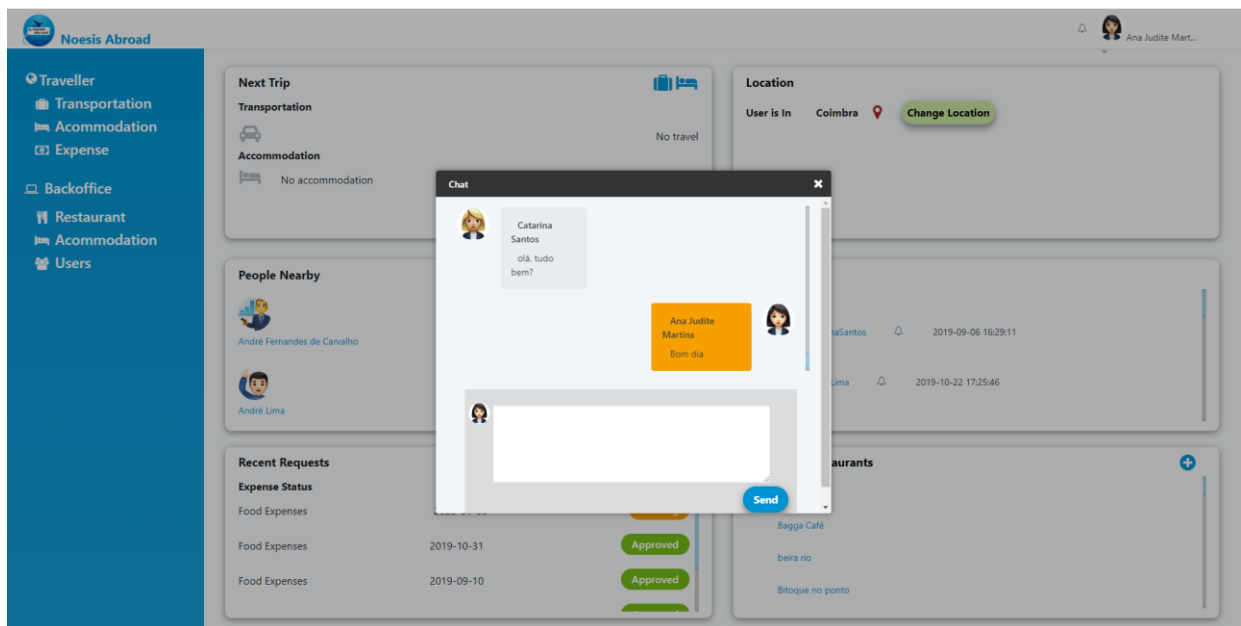 Noesis Abroad
Ana Judite Mart...
Traveller
Transportation
Acommodation
Expense
Backoffice
Restaurant
Acommodation
Users
Next Trip
Transportation
No travel
Accommodation
No accommodation
Location
User is In Coimbra Change Location
Chat
Catarina
Santos
olá. tudo
bem?
Ana Judite
Martins
Bom dia
Send
People Nearby
André Fernandes de Carvalho
André Lima
2019-09-06 16:29:11
Lima 2019-10-22 17:25:46
Recent Requests
Expense Status
Food Expenses
Food Expenses 2019-10-31 Approved
Food Expenses 2019-09-10 Approved
Bagga Café
beira rio
Bitoque no ponto